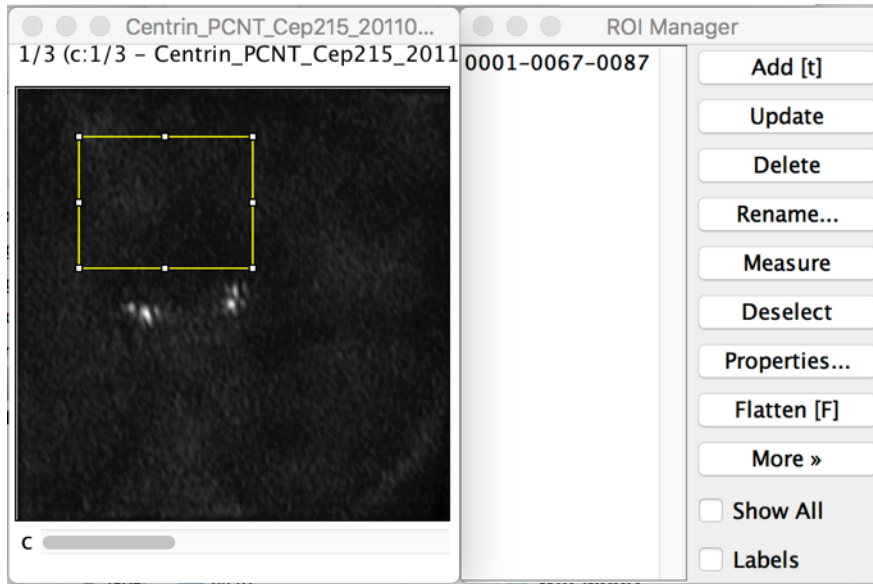 Centrin_PCNT_Cep215_20110...
1/3 (c:1/3 - Centrin_PCNT_Cep215_2011
c
ROI Manager
0001-0067-0087
Add [t]
Update
Delete
Rename...
Measure
Deselect
Properties...
Flatten [F]
More »
Show All
Labels